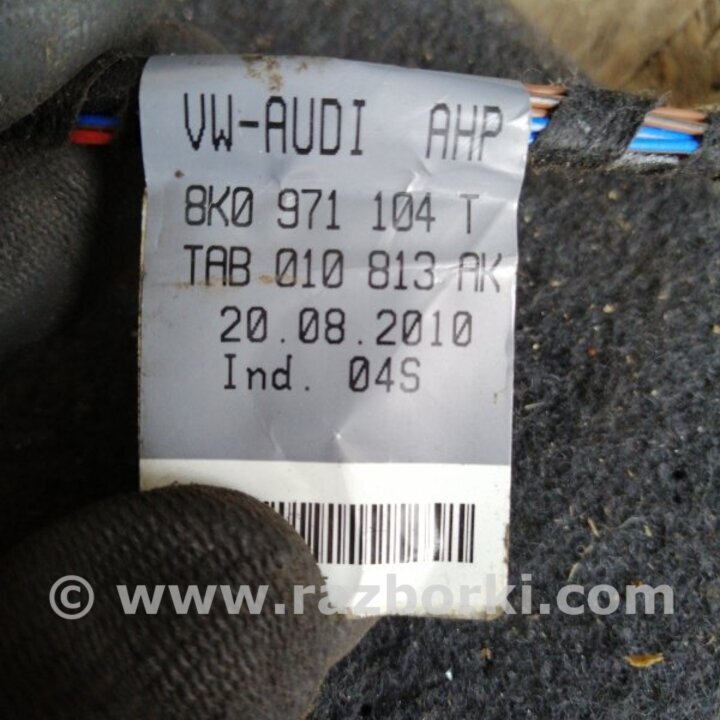 VW-AUDI AHP
8K0 971 104 T
TAB 010 813 AK
20.08.2010
Ind. 04S
© www.razborki.com